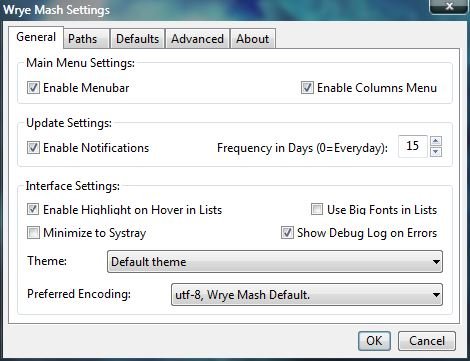 Wrye Mash Settings
General Paths Defaults Advanced About
Main Menu Settings:
Enable Menubar Enable Columns Menu
Update Settings:
Enable Notifications Frequency in Days (0=Everyday): 15
Interface Settings:
Enable Highlight on Hover in Lists Use Big Fonts in Lists
Minimize to Systray Show Debug Log on Errors
Theme: Default theme
Preferred Encoding: utf-8, Wrye Mash Default.
OK Cancel